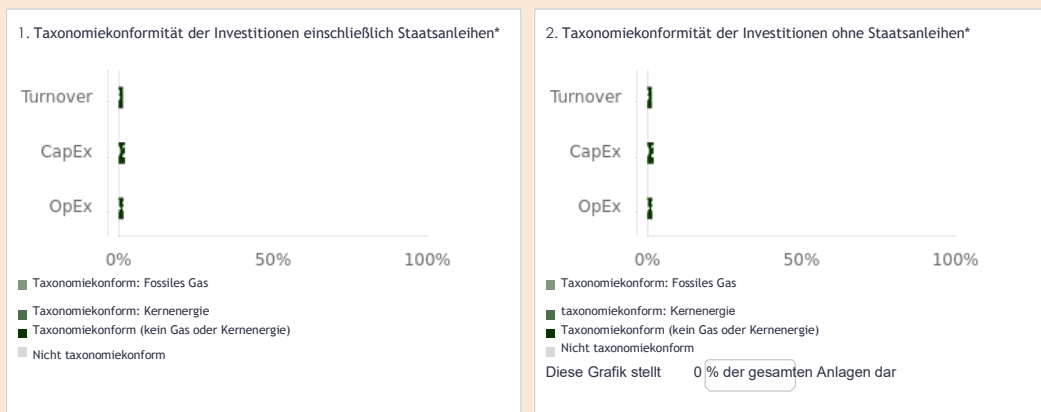 1. Taxonomiekonformität der Investitionen einschließlich Staatsanleihen*
Turnover
CapEx
OpEx
0% 50% 100%
Taxonomiekonform: Fossiles Gas
Taxonomiekonform: Kernenergie
Taxonomiekonform (kein Gas oder Kernenergie)
Nicht taxonomiekonform
2. Taxonomiekonformität der Investitionen ohne Staatsanleihen*
Turnover
CapEx
OpEx
0% 50% 100%
Taxonomiekonform: Fossiles Gas
taxonomiekonform: Kernenergie
Taxonomiekonform (kein Gas oder Kernenergie)
Nicht taxonomiekonform
Diese Grafik stellt 0 % der gesamten Anlagen dar